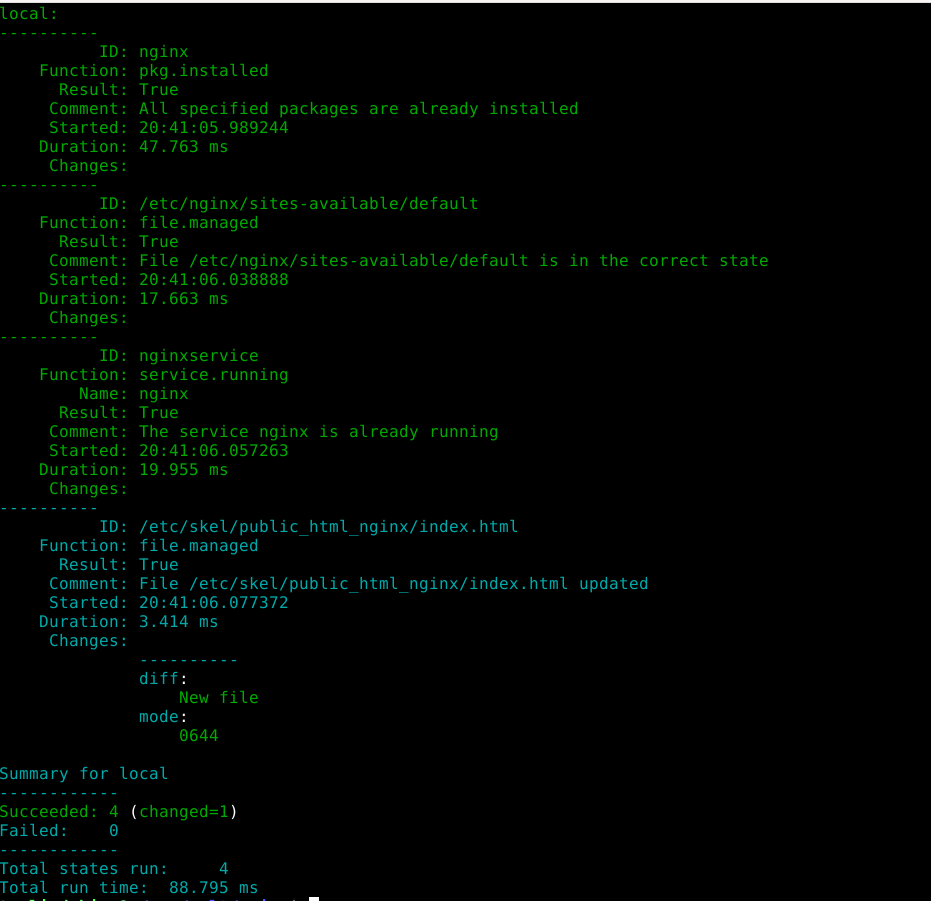 local:
----------
          ID: nginx
    Function: pkg.installed
      Result: True
     Comment: All specified packages are already installed
     Started: 20:41:05.989244
    Duration: 47.763 ms
     Changes:
----------
          ID: /etc/nginx/sites-available/default
    Function: file.managed
      Result: True
     Comment: File /etc/nginx/sites-available/default is in the correct state
     Started: 20:41:06.038888
    Duration: 17.663 ms
     Changes:
----------
          ID: nginxservice
    Function: service.running
        Name: nginx
      Result: True
     Comment: The service nginx is already running
     Started: 20:41:06.057263
    Duration: 19.955 ms
     Changes:
----------
          ID: /etc/skel/public_html_nginx/index.html
    Function: file.managed
      Result: True
     Comment: File /etc/skel/public_html_nginx/index.html updated
     Started: 20:41:06.077372
    Duration: 3.414 ms
     Changes:
              ----------
              diff:
                  New file
              mode:
                  0644

Summary for local
------------
Succeeded: 4 (changed=1)
Failed:    0
------------
Total states run:     4
Total run time:  88.795 ms